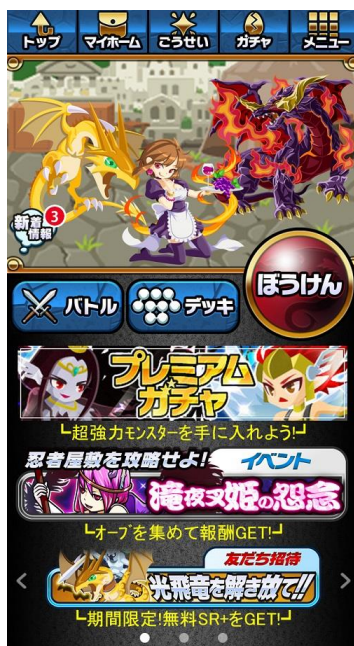 トップ
マイホーム
こうせい
ガチャ
メニュー
新着情報
3
ぼうけん
バトル
デッキ
プレミアムガチャ
┗超強力モンスターを手に入れよう!┛
忍者屋敷を攻略せよ!
イベント
滝夜叉姫の怨念
┗オーブを集めて報酬GET!┛
友だち招待
光飛竜を解き放て!!
┗期間限定!無料SR+をGET!┛